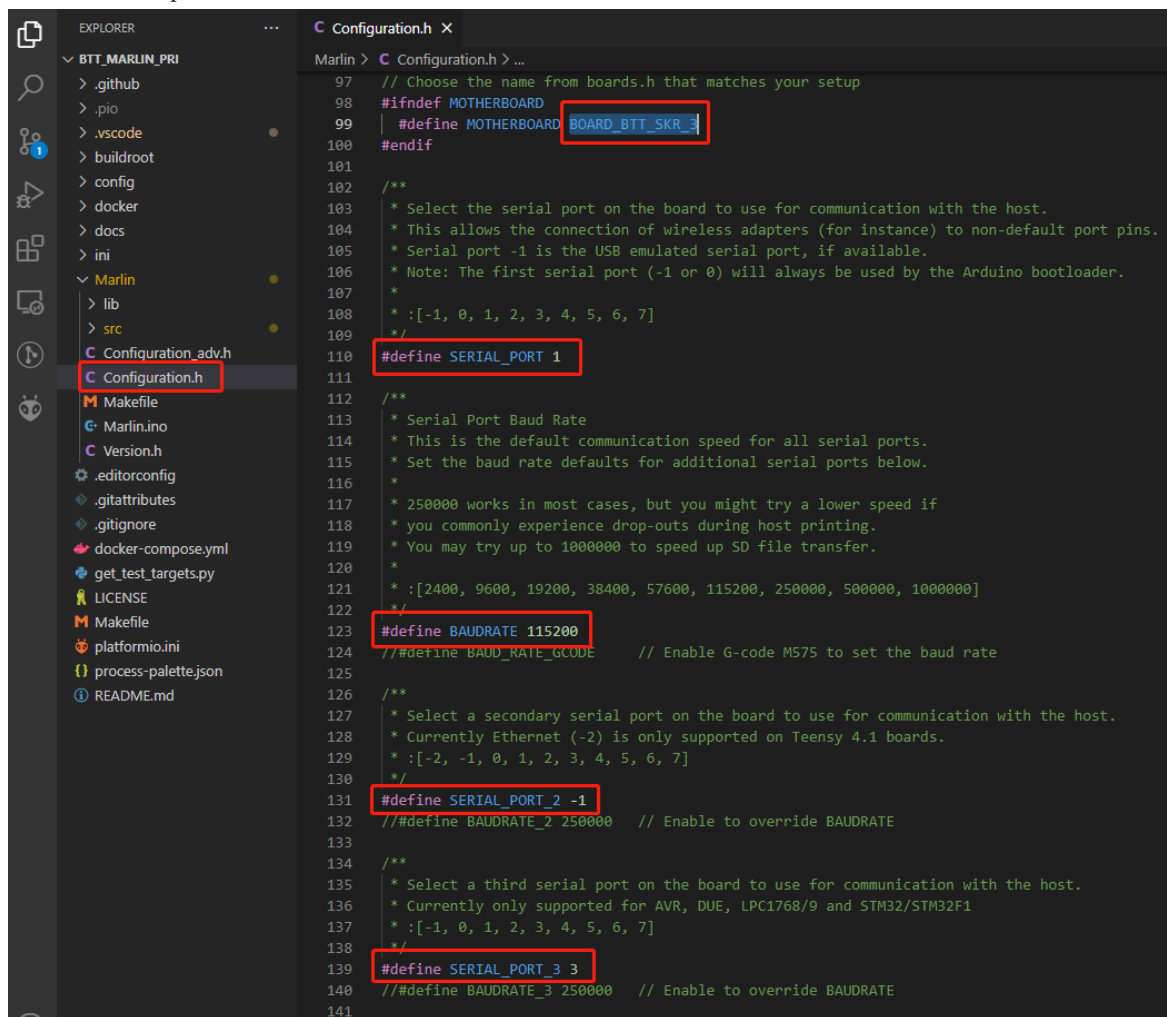 EXPLORER
BTT_MARLIN_PRI
.github
.pio
.vscode
buildroot
config
docker
docs
ini
Marlin
lib
src
C Configuration_adv.h
C Configuration.h
M Makefile
Marlin.ino
C Version.h
.editorconfig
.gitattributes
.gitignore
docker-compose.yml
get_test_targets.py
LICENSE
M Makefile
platformio.ini
{} process-palette.json
README.md
1
C Configuration.h ×
Marlin > C Configuration.h > ...
97 // Choose the name from boards.h that matches your setup
98 #ifndef MOTHERBOARD
99 #define MOTHERBOARD BOARD_BTT_SKR_3
100 #endif
101
102 /**
103 * Select the serial port on the board to use for communication with the host.
104 * This allows the connection of wireless adapters (for instance) to non-default port pins.
105 * Serial port -1 is the USB emulated serial port, if available.
106 * Note: The first serial port (-1 or 0) will always be used by the Arduino bootloader.
107 *
108 * :[-1, 0, 1, 2, 3, 4, 5, 6, 7]
109 */
110 #define SERIAL_PORT 1
111
112 /**
113 * Serial Port Baud Rate
114 * This is the default communication speed for all serial ports.
115 * Set the baud rate defaults for additional serial ports below.
116 *
117 * 250000 works in most cases, but you might try a lower speed if
118 * you commonly experience drop-outs during host printing.
119 * You may try up to 1000000 to speed up SD file transfer.
120 *
121 * :[2400, 9600, 19200, 38400, 57600, 115200, 250000, 500000, 1000000]
122 */
123 #define BAUDRATE 115200
124 //#define BAUD_RATE_GCODE // Enable G-code M575 to set the baud rate
125
126 /**
127 * Select a secondary serial port on the board to use for communication with the host.
128 * Currently Ethernet (-2) is only supported on Teensy 4.1 boards.
129 * :[-2, -1, 0, 1, 2, 3, 4, 5, 6, 7]
130 */
131 #define SERIAL_PORT_2 -1
132 //#define BAUDRATE_2 250000 // Enable to override BAUDRATE
133
134 /**
135 * Select a third serial port on the board to use for communication with the host.
136 * Currently only supported for AVR, DUE, LPC1768/9 and STM32/STM32F1
137 * :[-1, 0, 1, 2, 3, 4, 5, 6, 7]
138 */
139 #define SERIAL_PORT_3 3
140 //#define BAUDRATE_3 250000 // Enable to override BAUDRATE
141